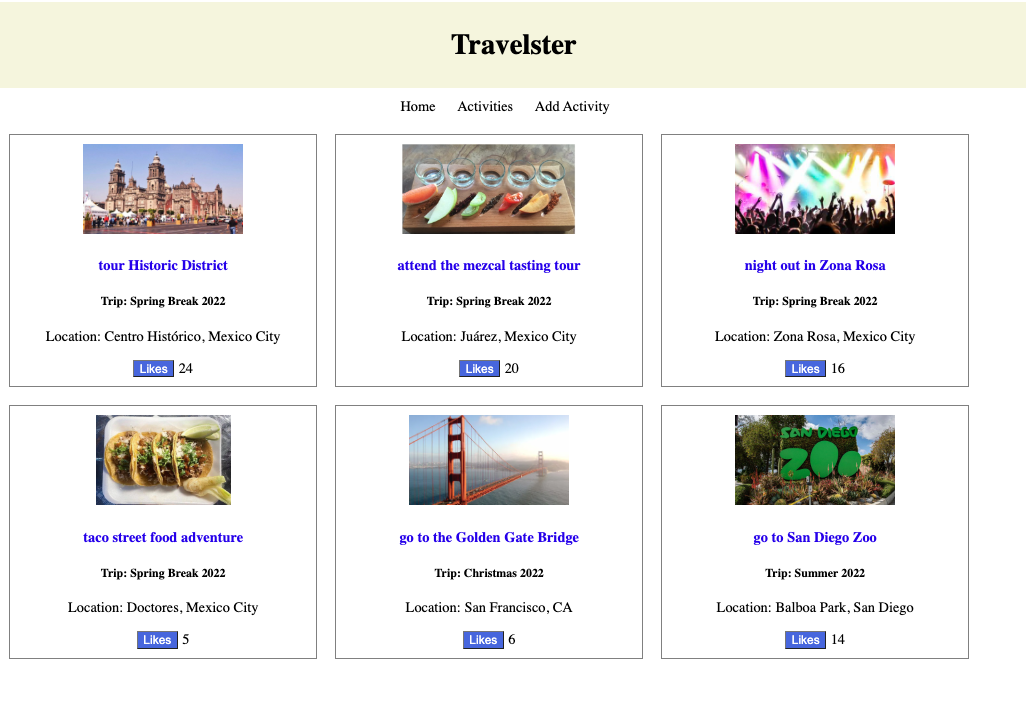 Travelster
Home Activities Add Activity
tour Historic District
Trip: Spring Break 2022
Location: Centro Histórico, Mexico City
Likes 24
attend the mezcal tasting tour
Trip: Spring Break 2022
Location: Juárez, Mexico City
Likes 20
night out in Zona Rosa
Trip: Spring Break 2022
Location: Zona Rosa, Mexico City
Likes 16
taco street food adventure
Trip: Spring Break 2022
Location: Doctores, Mexico City
Likes 5
go to the Golden Gate Bridge
Trip: Christmas 2022
Location: San Francisco, CA
Likes 6
SAN DIEGO
ZOO
go to San Diego Zoo
Trip: Summer 2022
Location: Balboa Park, San Diego
Likes 14